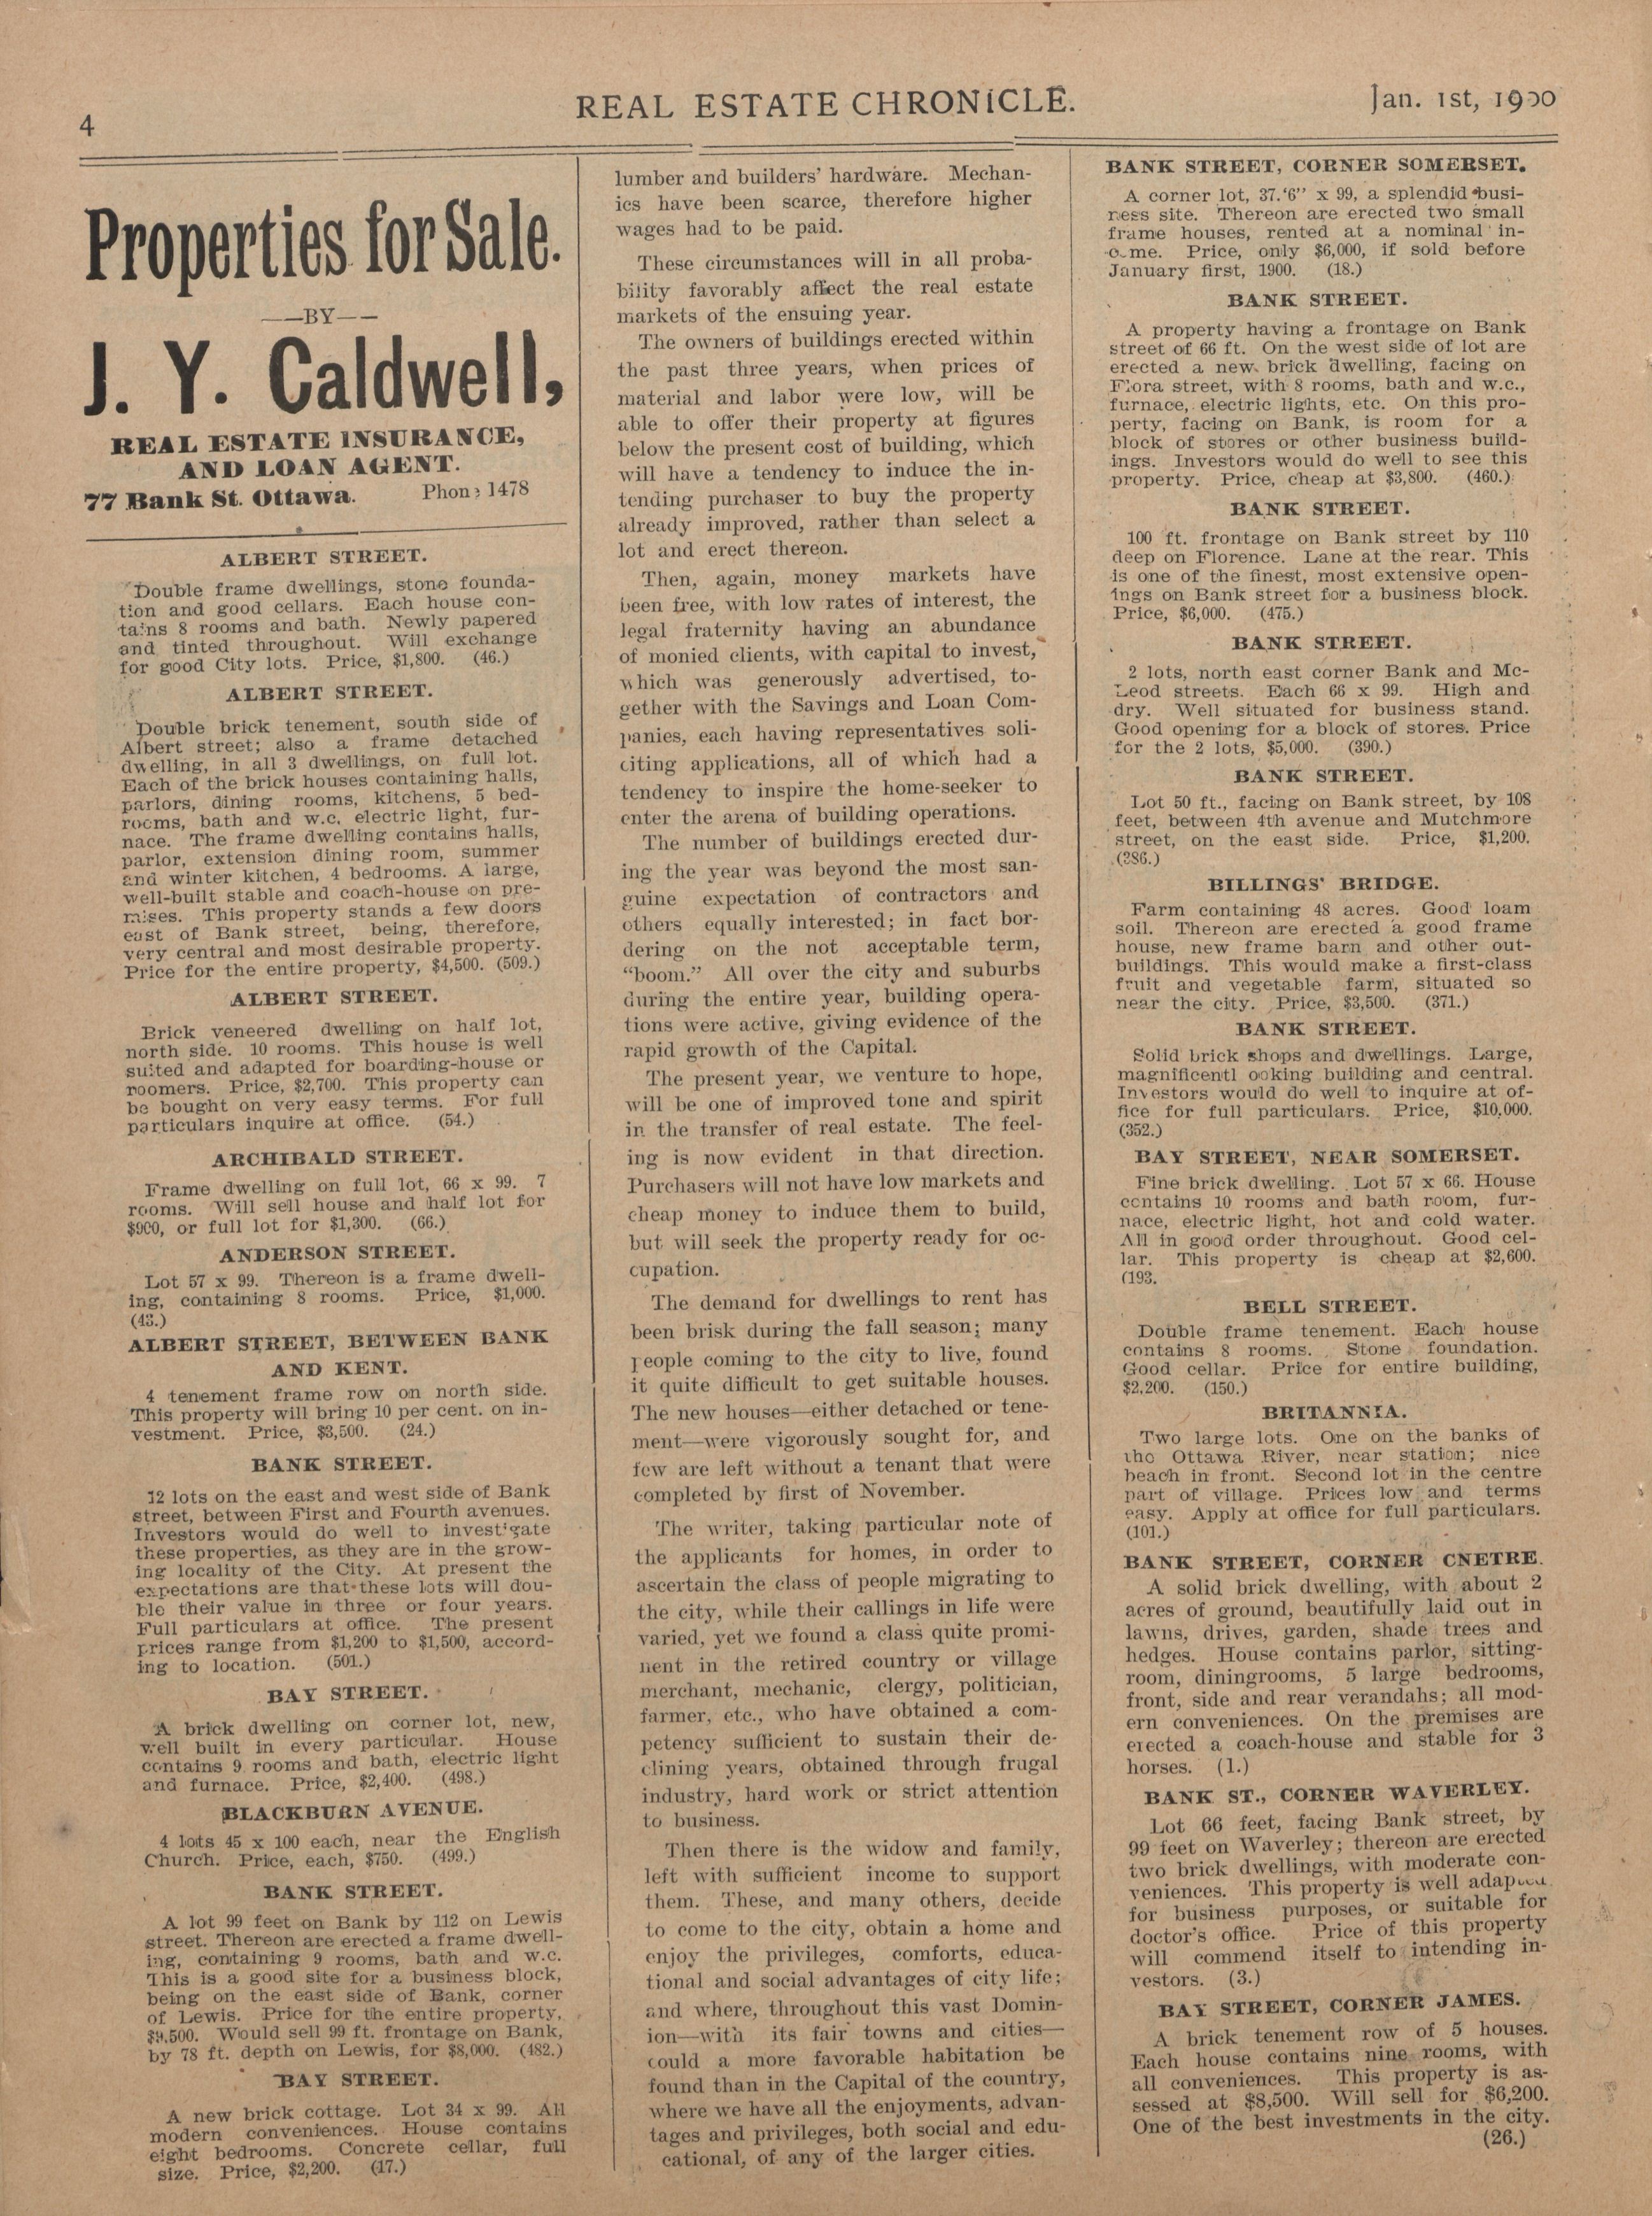 4
REAL ESTATE CHRONICLE.
Jan. 1st, 1900
Properties for Sale.
——BY——
J. Y. Caldwell,
REAL ESTATE INSURANCE,
AND LOAN AGENT.
77 Bank St. Ottawa. Phone 1478
ALBERT STREET.
Double frame dwellings, stone founda-
tion and good cellars. Each house con-
tains 8 rooms and bath. Newly papered
and tinted throughout. Will exchange
for good City lots. Price, $1,800. (46.)
ALBERT STREET.
Double brick tenement, south side of
Albert street; also a frame detached
dwelling, in all 3 dwellings, on full lot.
Each of the brick houses containing halls,
parlors, dining rooms, kitchens, 5 bed-
rooms, bath and w.c. electric light, fur-
nace. The frame dwelling contains halls,
parlor, extension dining room, summer
and winter kitchen, 4 bedrooms. A large,
well-built stable and coach-house on pre-
mises. This property stands a few doors
east of Bank street, being, therefore,
very central and most desirable property.
Price for the entire property, $4,500. (509.)
ALBERT STREET.
Brick veneered dwelling on half lot,
north side. 10 rooms. This house is well
suited and adapted for boarding-house or
roomers. Price, $2,700. This property can
be bought on very easy terms. For full
particulars inquire at office. (54.)
ARCHIBALD STREET.
Frame dwelling on full lot, 66 x 99. 7
rooms. Will sell house and half lot for
$900, or full lot for $1,300. (66.)
ANDERSON STREET.
Lot 57 x 99. Thereon is a frame dwell-
ing, containing 8 rooms. Price, $1,000.
(43.)
ALBERT STREET, BETWEEN BANK
AND KENT.
4 tenement frame row on north side.
This property will bring 10 per cent. on in-
vestment. Price, $3,500. (24.)
BANK STREET.
12 lots on the east and west side of Bank
street, between First and Fourth avenues.
Investors would do well to investigate
these properties, as they are in the grow-
ing locality of the City. At present the
expectations are that these lots will dou-
ble their value in three or four years.
Full particulars at office. The present
prices range from $1,200 to $1,500, accord-
ing to location. (501.)
BAY STREET.
A brick dwelling on corner lot, new,
well built in every particular. House
contains 9 rooms and bath, electric light
and furnace. Price, $2,400. (498.)
BLACKBURN AVENUE.
4 lots 45 x 100 each, near the English
Church. Price, each, $750. (499.)
BANK STREET.
A lot 99 feet on Bank by 112 on Lewis
street. Thereon are erected a frame dwell-
ing, containing 9 rooms, bath and w.c.
This is a good site for a business block,
being on the east side of Bank, corner
of Lewis. Price for the entire property,
$9,500. Would sell 99 ft. frontage on Bank,
by 78 ft. depth on Lewis, for $8,000. (482.)
BAY STREET.
A new brick cottage. Lot 34 x 99. All
modern conveniences. House contains
eight bedrooms. Concrete cellar, full
size. Price, $2,200. (17.)
lumber and builders' hardware. Mechan-
ics have been scarce, therefore higher
wages had to be paid.
These circumstances will in all proba-
bility favorably affect the real estate
markets of the ensuing year.
The owners of buildings erected within
the past three years, when prices of
material and labor were low, will be
able to offer their property at figures
below the present cost of building, which
will have a tendency to induce the in-
tending purchaser to buy the property
already improved, rather than select a
lot and erect thereon.
Then, again, money markets have
been free, with low rates of interest, the
legal fraternity having an abundance
of monied clients, with capital to invest,
which was generously advertised, to-
gether with the Savings and Loan Com-
panies, each having representatives soli-
citing applications, all of which had a
tendency to inspire the home-seeker to
enter the arena of building operations.
The number of buildings erected dur-
ing the year was beyond the most san-
guine expectation of contractors and
others equally interested; in fact bor-
dering on the not acceptable term,
“boom.” All over the city and suburbs
during the entire year, building opera-
tions were active, giving evidence of the
rapid growth of the Capital.
The present year, we venture to hope,
will be one of improved tone and spirit
in the transfer of real estate. The feel-
ing is now evident in that direction.
Purchasers will not have low markets and
cheap money to induce them to build,
but will seek the property ready for oc-
cupation.
The demand for dwellings to rent has
been brisk during the fall season; many
people coming to the city to live, found
it quite difficult to get suitable houses.
The new houses—either detached or tene-
ment—were vigorously sought for, and
few are left without a tenant that were
completed by first of November.
The writer, taking particular note of
the applicants for homes, in order to
ascertain the class of people migrating to
the city, while their callings in life were
varied, yet we found a class quite promi-
nent in the retired country or village
merchant, mechanic, clergy, politician,
farmer, etc., who have obtained a com-
petency sufficient to sustain their de-
clining years, obtained through frugal
industry, hard work or strict attention
to business.
Then there is the widow and family,
left with sufficient income to support
them. These, and many others, decide
to come to the city, obtain a home and
enjoy the privileges, comforts, educa-
tional and social advantages of city life;
and where, throughout this vast Domin-
ion—with its fair towns and cities—
could a more favorable habitation be
found than in the Capital of the country,
where we have all the enjoyments, advan-
tages and privileges, both social and edu-
cational, of any of the larger cities.
BANK STREET, CORNER SOMERSET.
A corner lot, 37.'6" x 99, a splendid busi-
ness site. Thereon are erected two small
frame houses, rented at a nominal in-
come. Price, only $6,000, if sold before
January first, 1900. (18.)
BANK STREET.
A property having a frontage on Bank
street of 66 ft. On the west side of lot are
erected a new brick dwelling, facing on
Flora street, with 8 rooms, bath and w.c.,
furnace, electric lights, etc. On this pro-
perty, facing on Bank, is room for a
block of stores or other business build-
ings. Investors would do well to see this
property. Price, cheap at $3,800. (460.)
BANK STREET.
100 ft. frontage on Bank street by 110
deep on Florence. Lane at the rear. This
is one of the finest, most extensive open-
ings on Bank street for a business block.
Price, $6,000. (475.)
BANK STREET.
2 lots, north east corner Bank and Mc-
Leod streets. Each 66 x 99. High and
dry. Well situated for business stand.
Good opening for a block of stores. Price
for the 2 lots, $5,000. (390.)
BANK STREET.
Lot 50 ft., facing on Bank street, by 108
feet, between 4th avenue and Mutchmore
street, on the east side. Price, $1,200.
(386.)
BILLINGS' BRIDGE.
Farm containing 48 acres. Good loam
soil. Thereon are erected a good frame
house, new frame barn and other out-
buildings. This would make a first-class
fruit and vegetable farm, situated so
near the city. Price, $3,500. (371.)
BANK STREET.
Solid brick shops and dwellings. Large,
magnificentl ooking building and central.
Investors would do well to inquire at of-
fice for full particulars. Price, $10,000.
(352.)
BAY STREET, NEAR SOMERSET.
Fine brick dwelling. Lot 57 x 66. House
contains 10 rooms and bath room, fur-
nace, electric light, hot and cold water.
All in good order throughout. Good cel-
lar. This property is cheap at $2,600.
(193.
BELL STREET.
Double frame tenement. Each house
contains 8 rooms. Stone foundation.
Good cellar. Price for entire building,
$2,200. (150.)
BRITANNIA.
Two large lots. One on the banks of
the Ottawa River, near station; nice
beach in front. Second lot in the centre
part of village. Prices low and terms
easy. Apply at office for full particulars.
(101.)
BANK STREET, CORNER CNETRE.
A solid brick dwelling, with about 2
acres of ground, beautifully laid out in
lawns, drives, garden, shade trees and
hedges. House contains parlor, sitting-
room, diningrooms, 5 large bedrooms,
front, side and rear verandahs; all mod-
ern conveniences. On the premises are
erected a coach-house and stable for 3
horses. (1.)
BANK ST., CORNER WAVERLEY.
Lot 66 feet, facing Bank street, by
99 feet on Waverley; thereon are erected
two brick dwellings, with moderate con-
veniences. This property is well adapted
for business purposes, or suitable for
doctor's office. Price of this property
will commend itself to intending in-
vestors. (3.)
BAY STREET, CORNER JAMES.
A brick tenement row of 5 houses.
Each house contains nine rooms, with
all conveniences. This property is as-
sessed at $8,500. Will sell for $6,200.
One of the best investments in the city.
(26.)